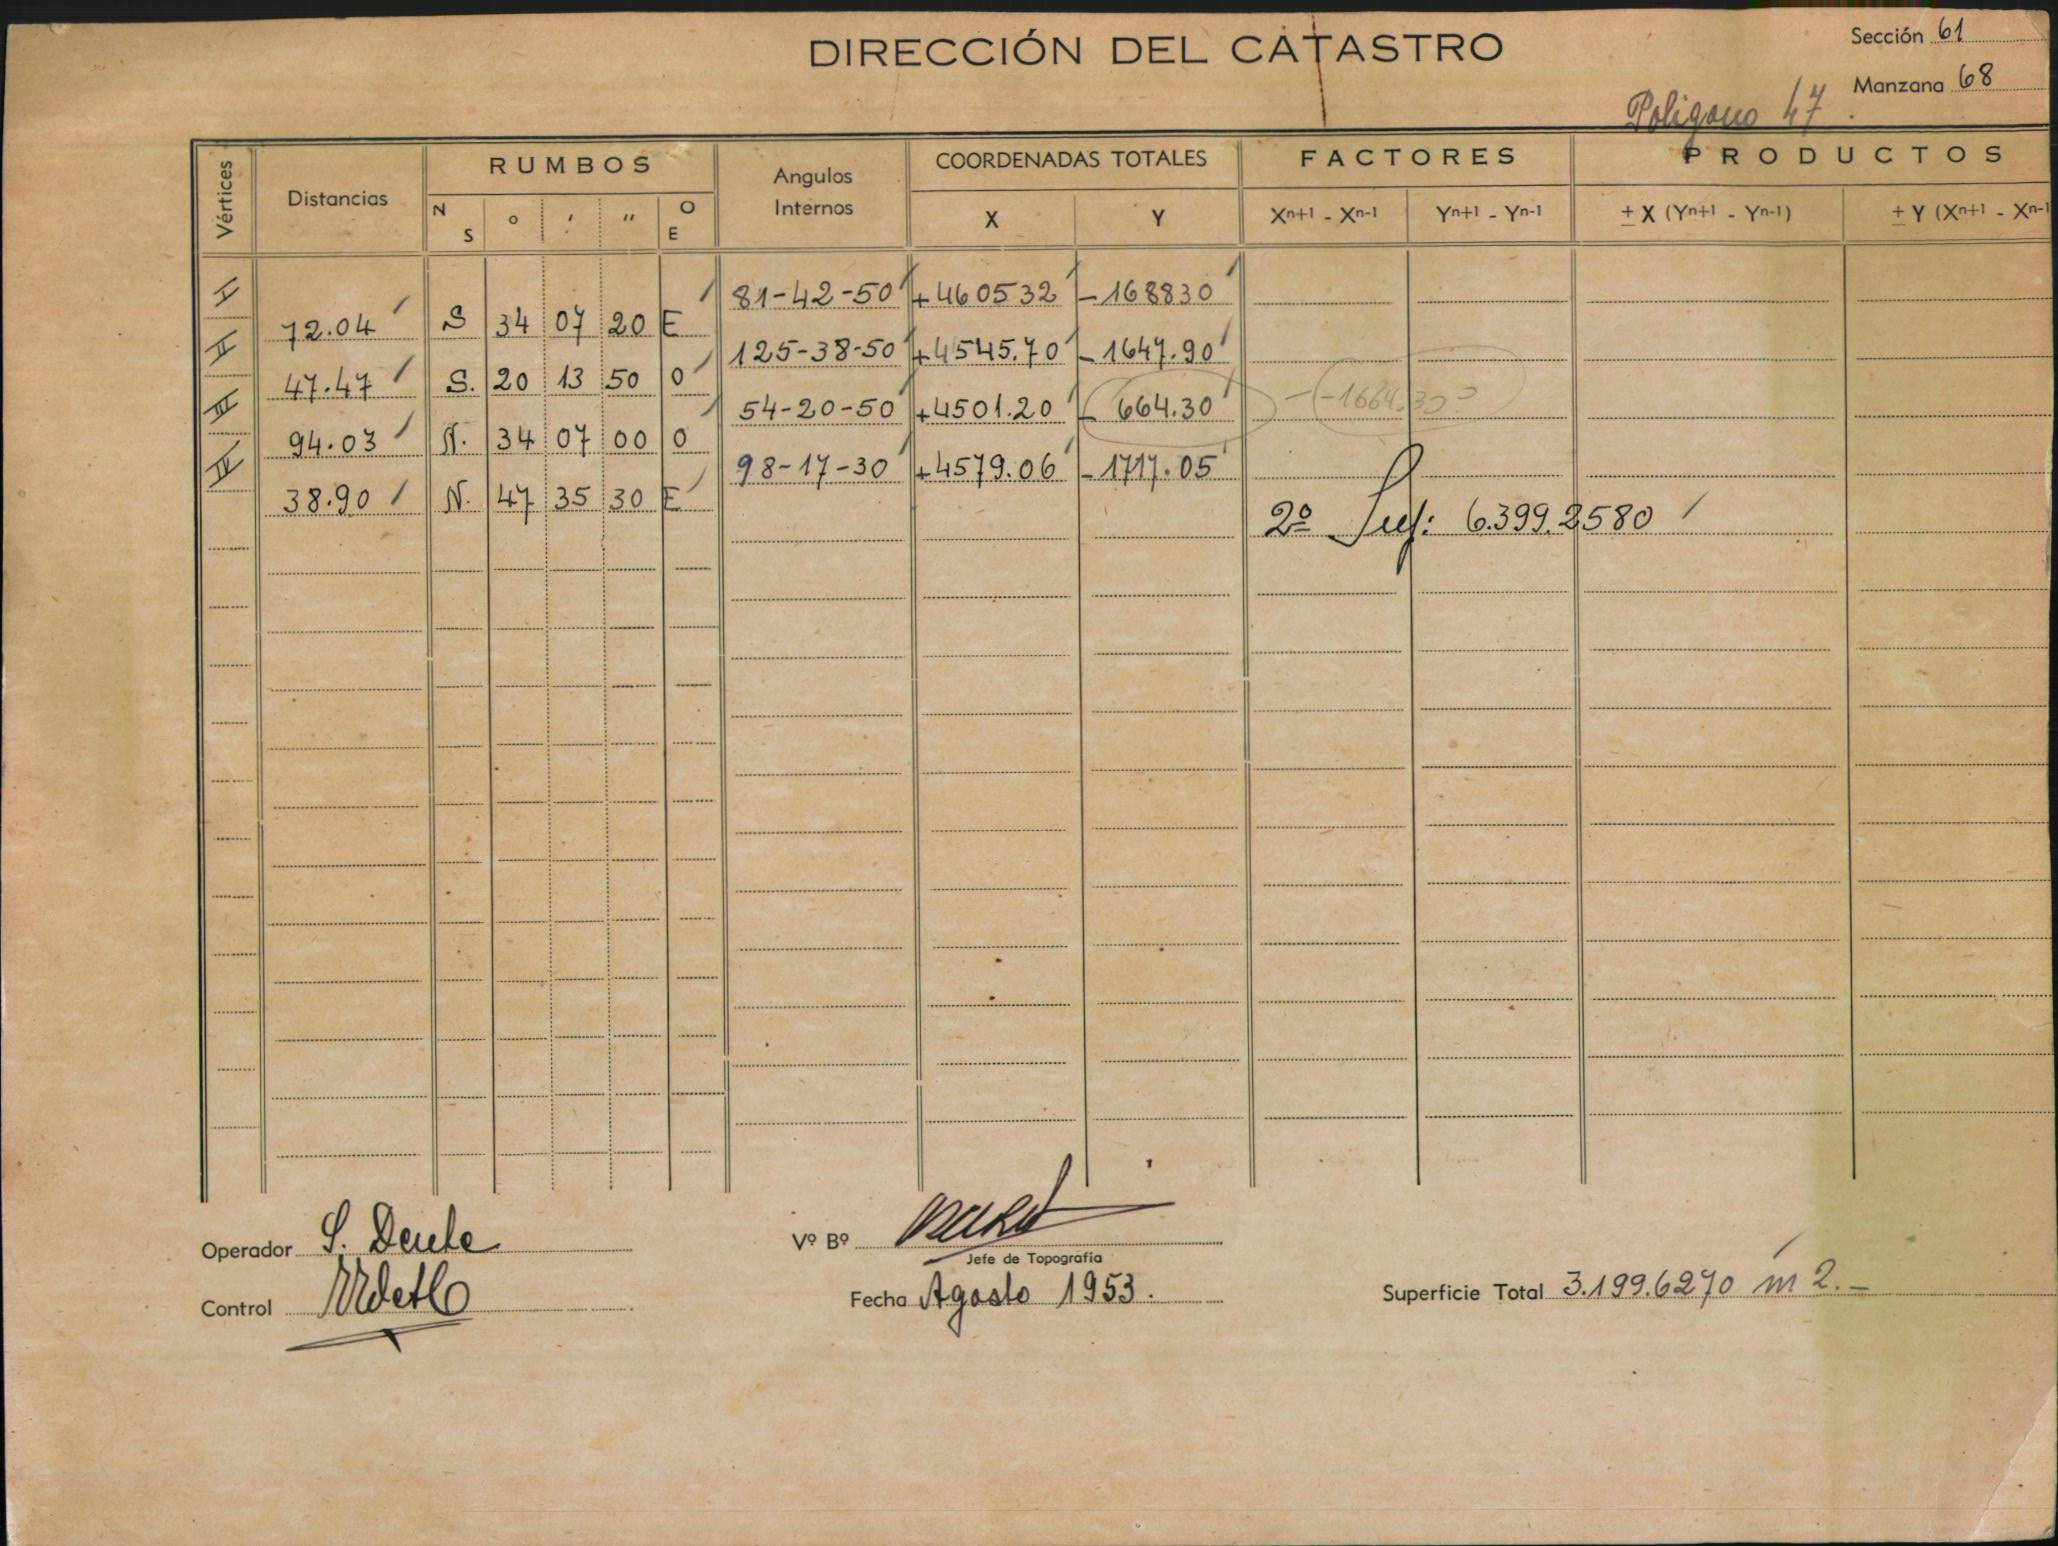 DIRECCIÓN DEL CATASTRO
Sección 61
Manzana 68
Poligono 47
Vértices
Distancias
RUMBOS
N S
°
'
"
O E
Angulos Internos
COORDENADAS TOTALES
X
Y
FACTORES
Xn+1 - Xn-1
Yn+1 - Yn-1
PRODUCTOS
± X (Yn+1 - Yn-1)
± Y (Xn+1 - Xn-1
I 81-42-50 +460532 -168830
72.04 S 34 07 20 E
II 125-38-50 +4545.70 -1647.90
47.47 S. 20 13 50 O
III 54-20-50 +4501.20 - 664.30 -1664.30
94.03 N. 34 07 00 O
IV 98-17-30 +4579.06 -1717.05
38.90 N. 47 35 30 E
2º Sup: 6.399.2580
Operador S. Deule
Control
Vº Bº
Jefe de Topografía
Fecha Agosto 1953.
Superficie Total 3.199.6270 m2.-